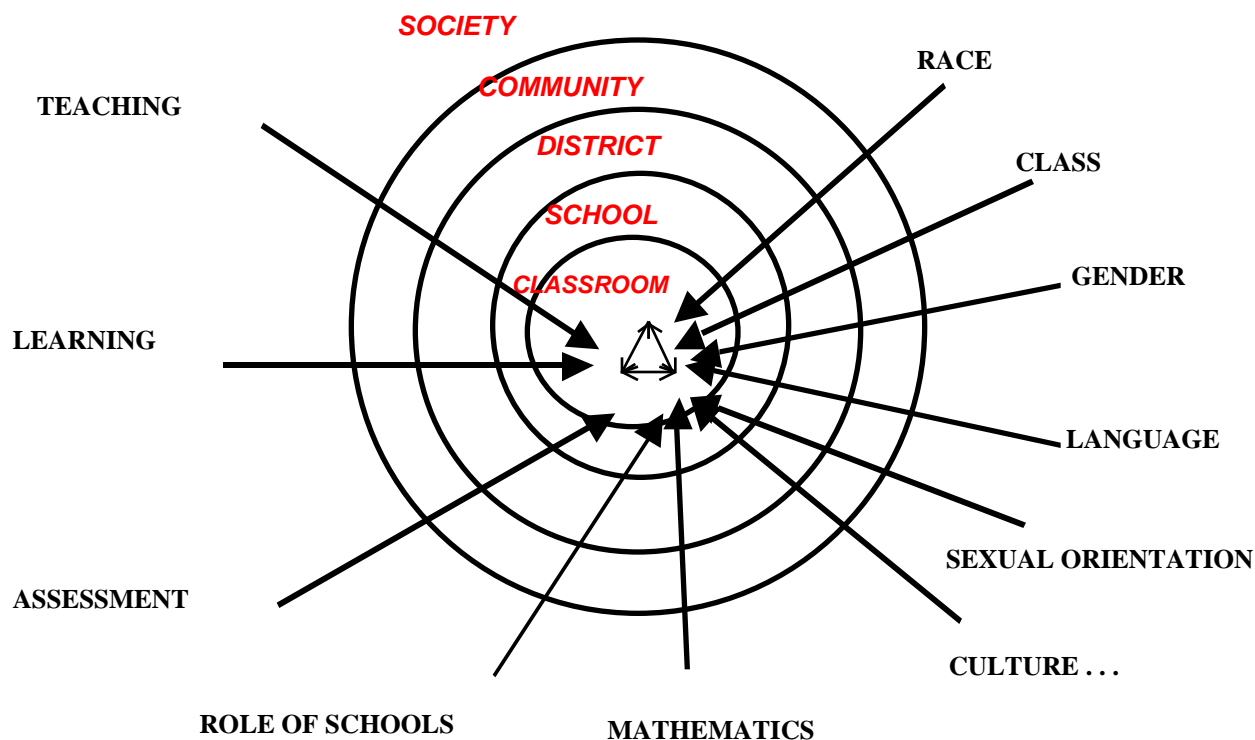 SOCIETY
RACE
COMMUNITY
TEACHING
DISTRICT
CLASS
SCHOOL
GENDER
CLASSROOM
LEARNING
LANGUAGE
SEXUAL ORIENTATION
ASSESSMENT
CULTURE . . .
ROLE OF SCHOOLS
MATHEMATICS